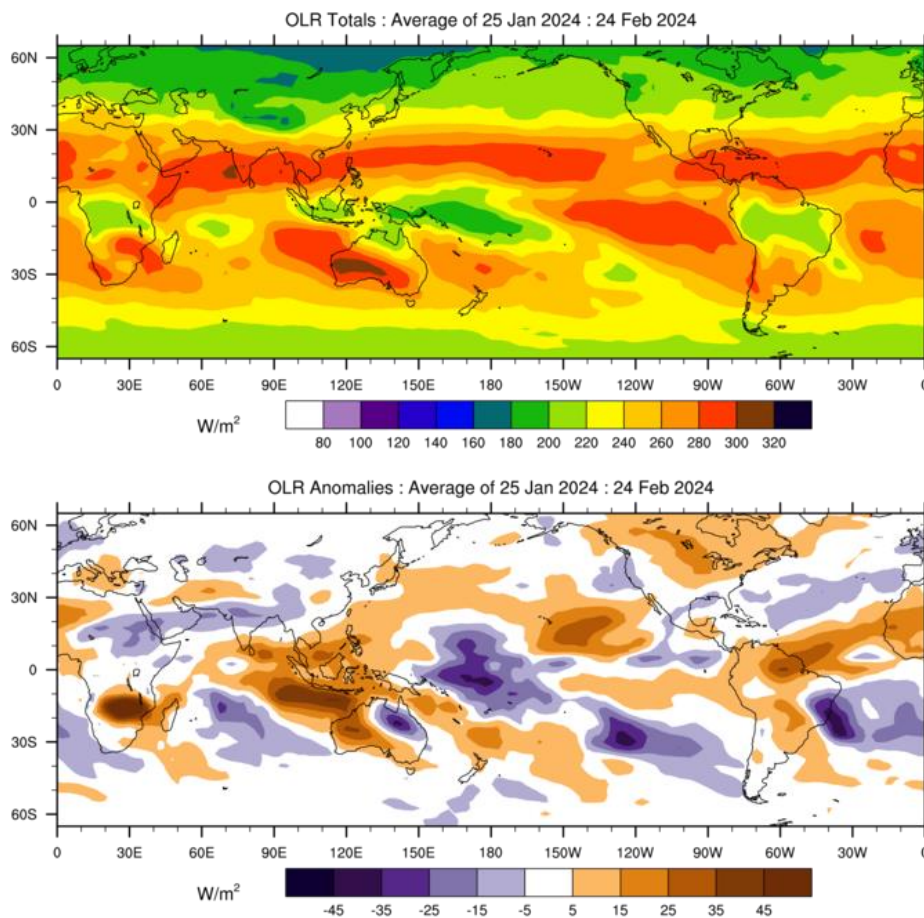 OLR Totals : Average of 25 Jan 2024 : 24 Feb 2024
60N
30N
0
30S
60S
0 30E 60E 90E 120E 150E 180 150W 120W 90W 60W 30W 0
W/m²
80 100 120 140 160 180 200 220 240 260 280 300 320
OLR Anomalies : Average of 25 Jan 2024 : 24 Feb 2024
60N
30N
0
30S
60S
0 30E 60E 90E 120E 150E 180 150W 120W 90W 60W 30W 0
W/m²
-45 -35 -25 -15 -5 5 15 25 35 45